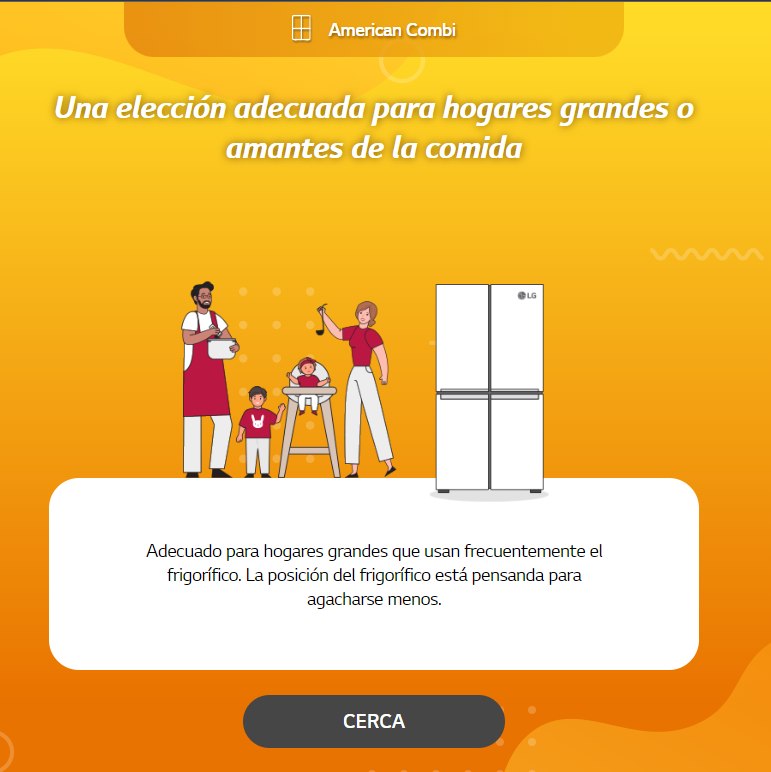 American Combi
Una elección adecuada para hogares grandes o
amantes de la comida
LG
Adecuado para hogares grandes que usan frecuentemente el
frigorífico. La posición del frigorífico está pensanda para
agacharse menos.
CERCA